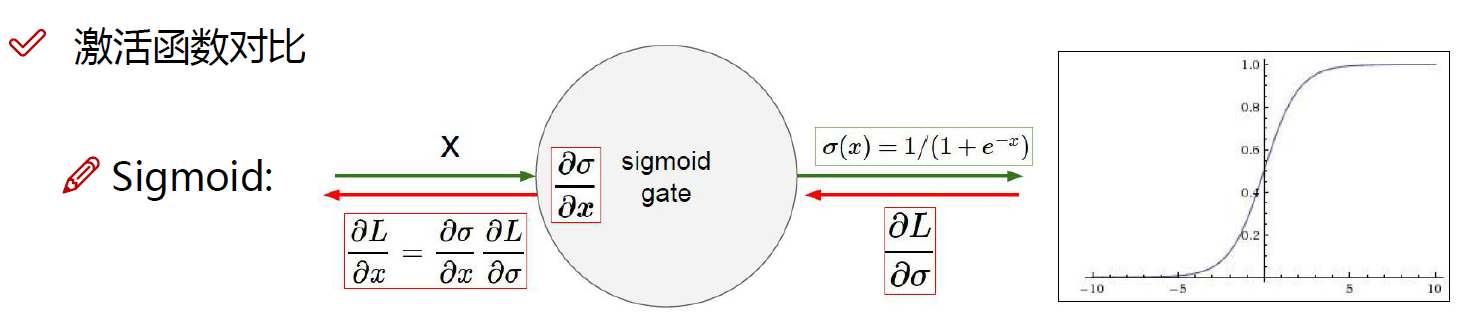 激活函数对比
Sigmoid:
X
∂L/∂x = ∂σ/∂x ∂L/∂σ
∂σ/∂x
sigmoid
gate
σ(x) = 1/(1 + e^{-x})
∂L/∂σ
1.0
0.8
0.6
0.4
0.2
−10 −5 5 10